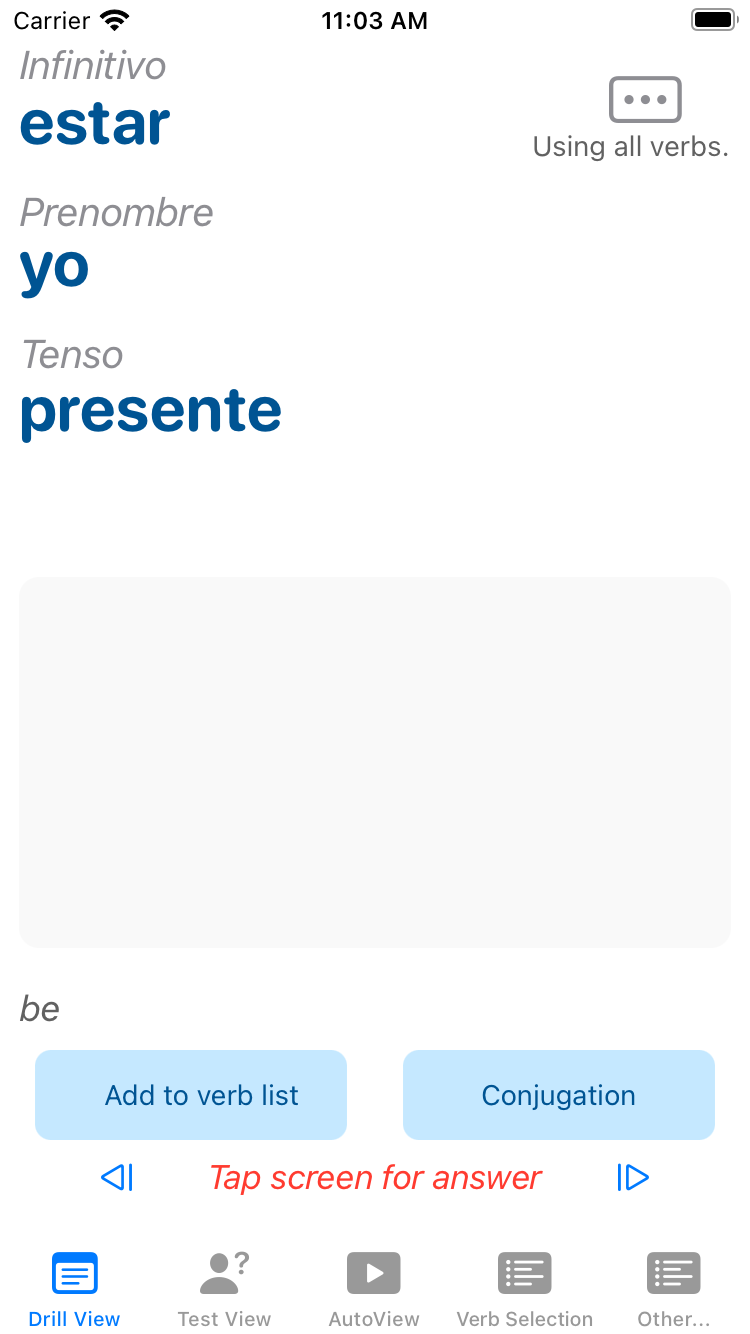 Carrier 11:03 AM
Infinitivo
estar
Using all verbs.
Prenombre
yo
Tenso
presente
be
Add to verb list Conjugation
Tap screen for answer
Drill View Test View AutoView Verb Selection Other...